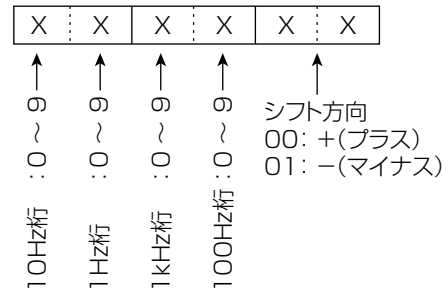 X X X X X X
10Hz桁 :0～9
1Hz桁 :0～9
1kHz桁 :0～9
100Hz桁:0～9
シフト方向
00: +(プラス)
01: −(マイナス)